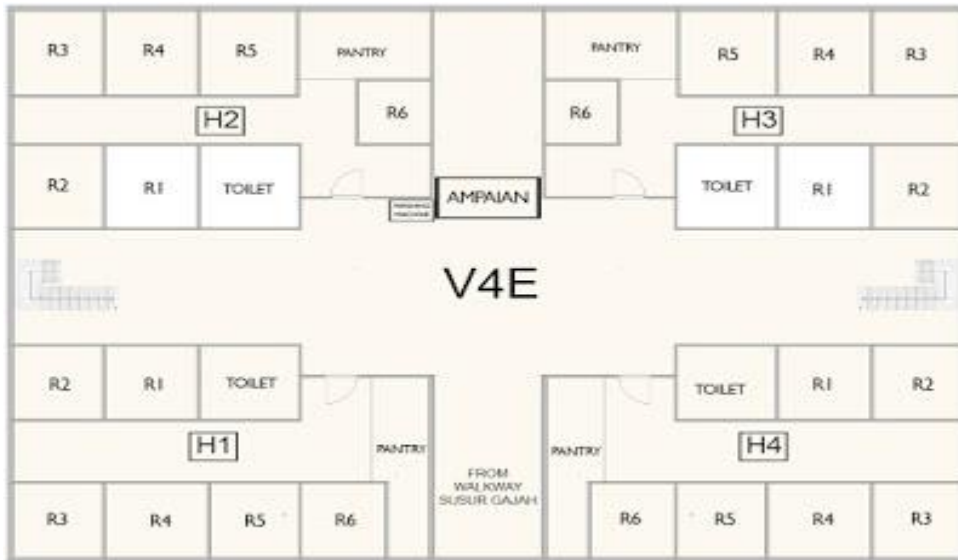 R3 R4 R5 PANTRY PANTRY R5 R4 R3
R6 R6
H2 H3
R2 R1 TOILET AMPAIAN TOILET R1 R2
WASHING
MACHINE
V4E
R2 R1 TOILET TOILET R1 R2
H1 PANTRY PANTRY H4
FROM
WALKWAY
SUSUR GAJAH
R3 R4 R5 R6 R6 R5 R4 R3